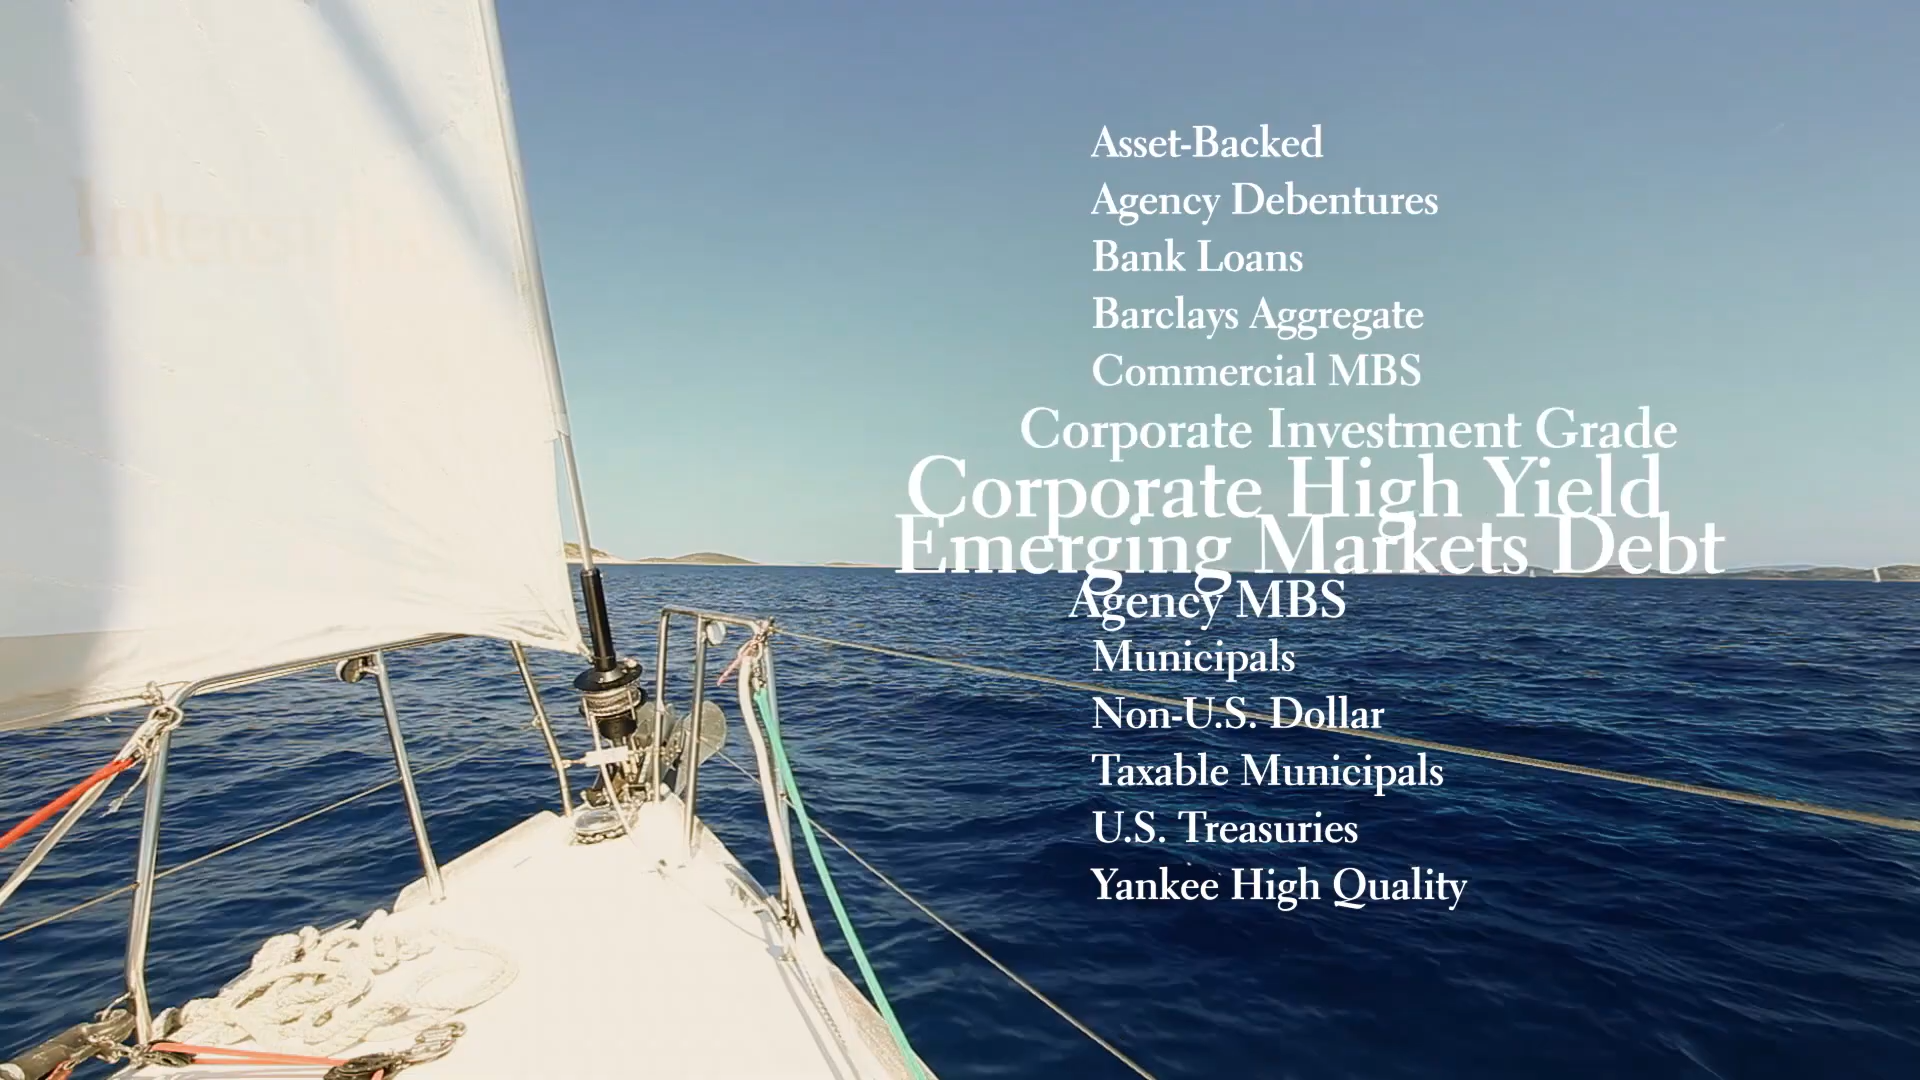 Asset-Backed
Agency Debentures
Bank Loans
Barclays Aggregate
Commercial MBS
Corporate Investment Grade
Corporate High Yield
Emerging Markets Debt
Agency MBS
Municipals
Non-U.S. Dollar
Taxable Municipals
U.S. Treasuries
Yankee High Quality